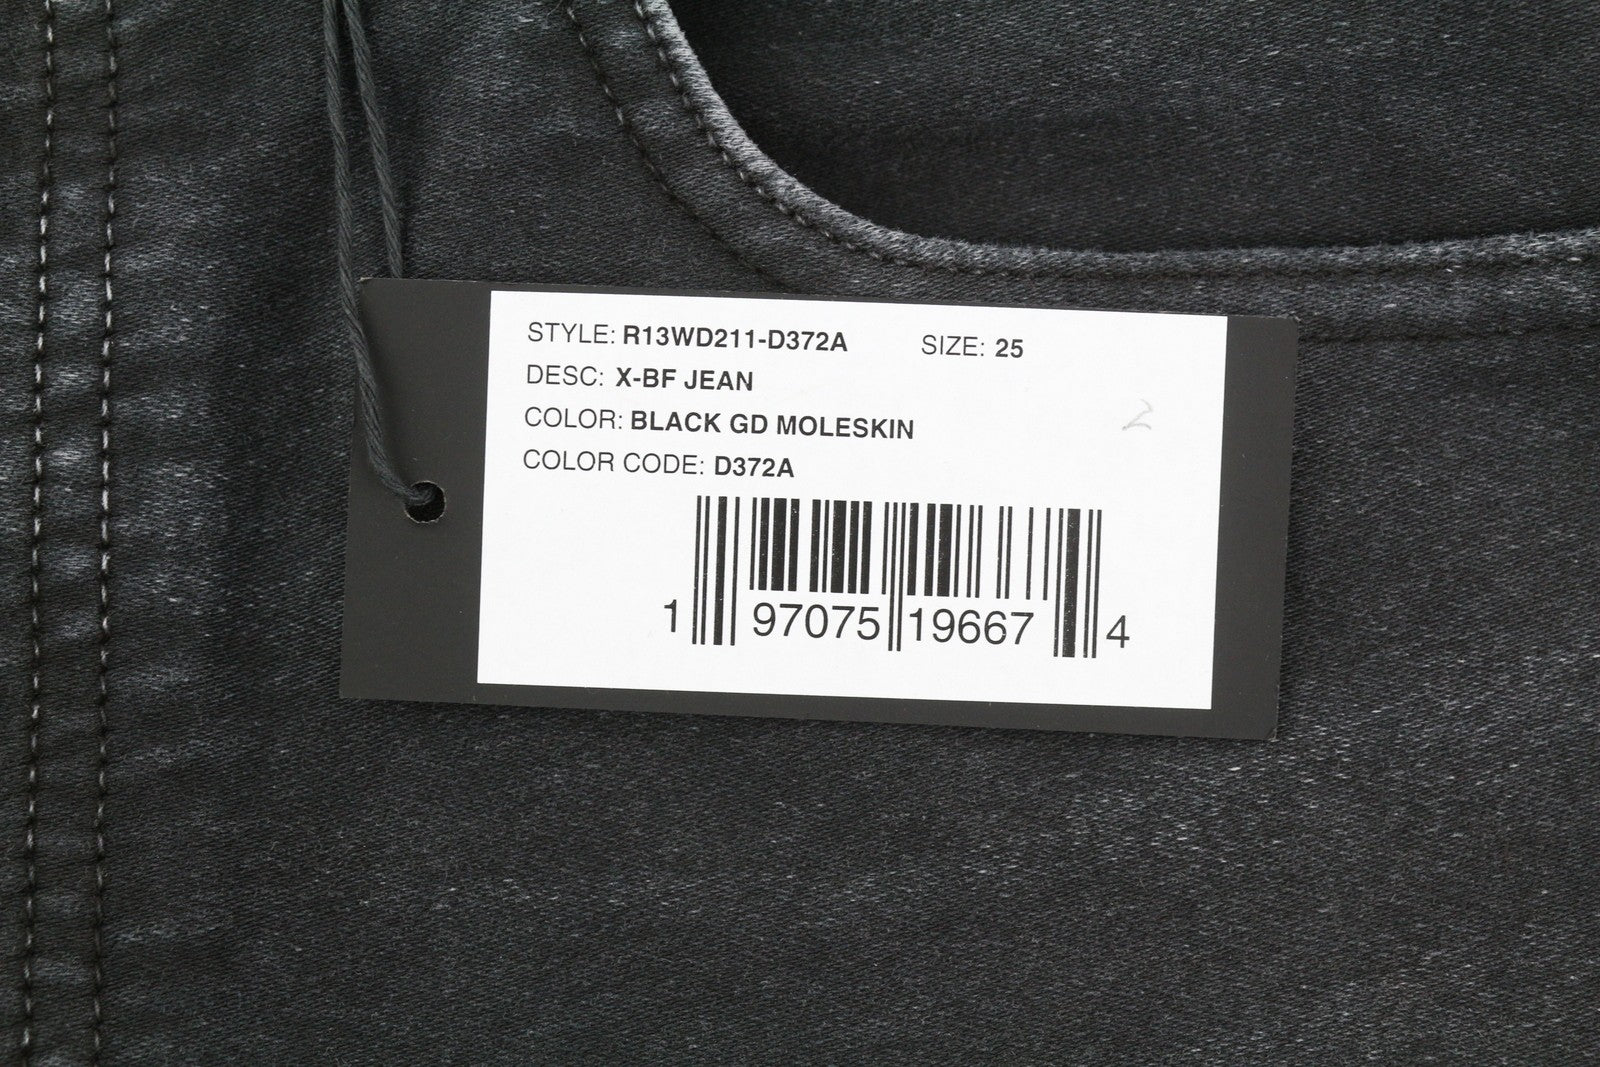 STYLE: R13WD211-D372A SIZE: 25
DESC: X-BF JEAN
COLOR: BLACK GD MOLESKIN
2
COLOR CODE: D372A
1 97075 19667 4